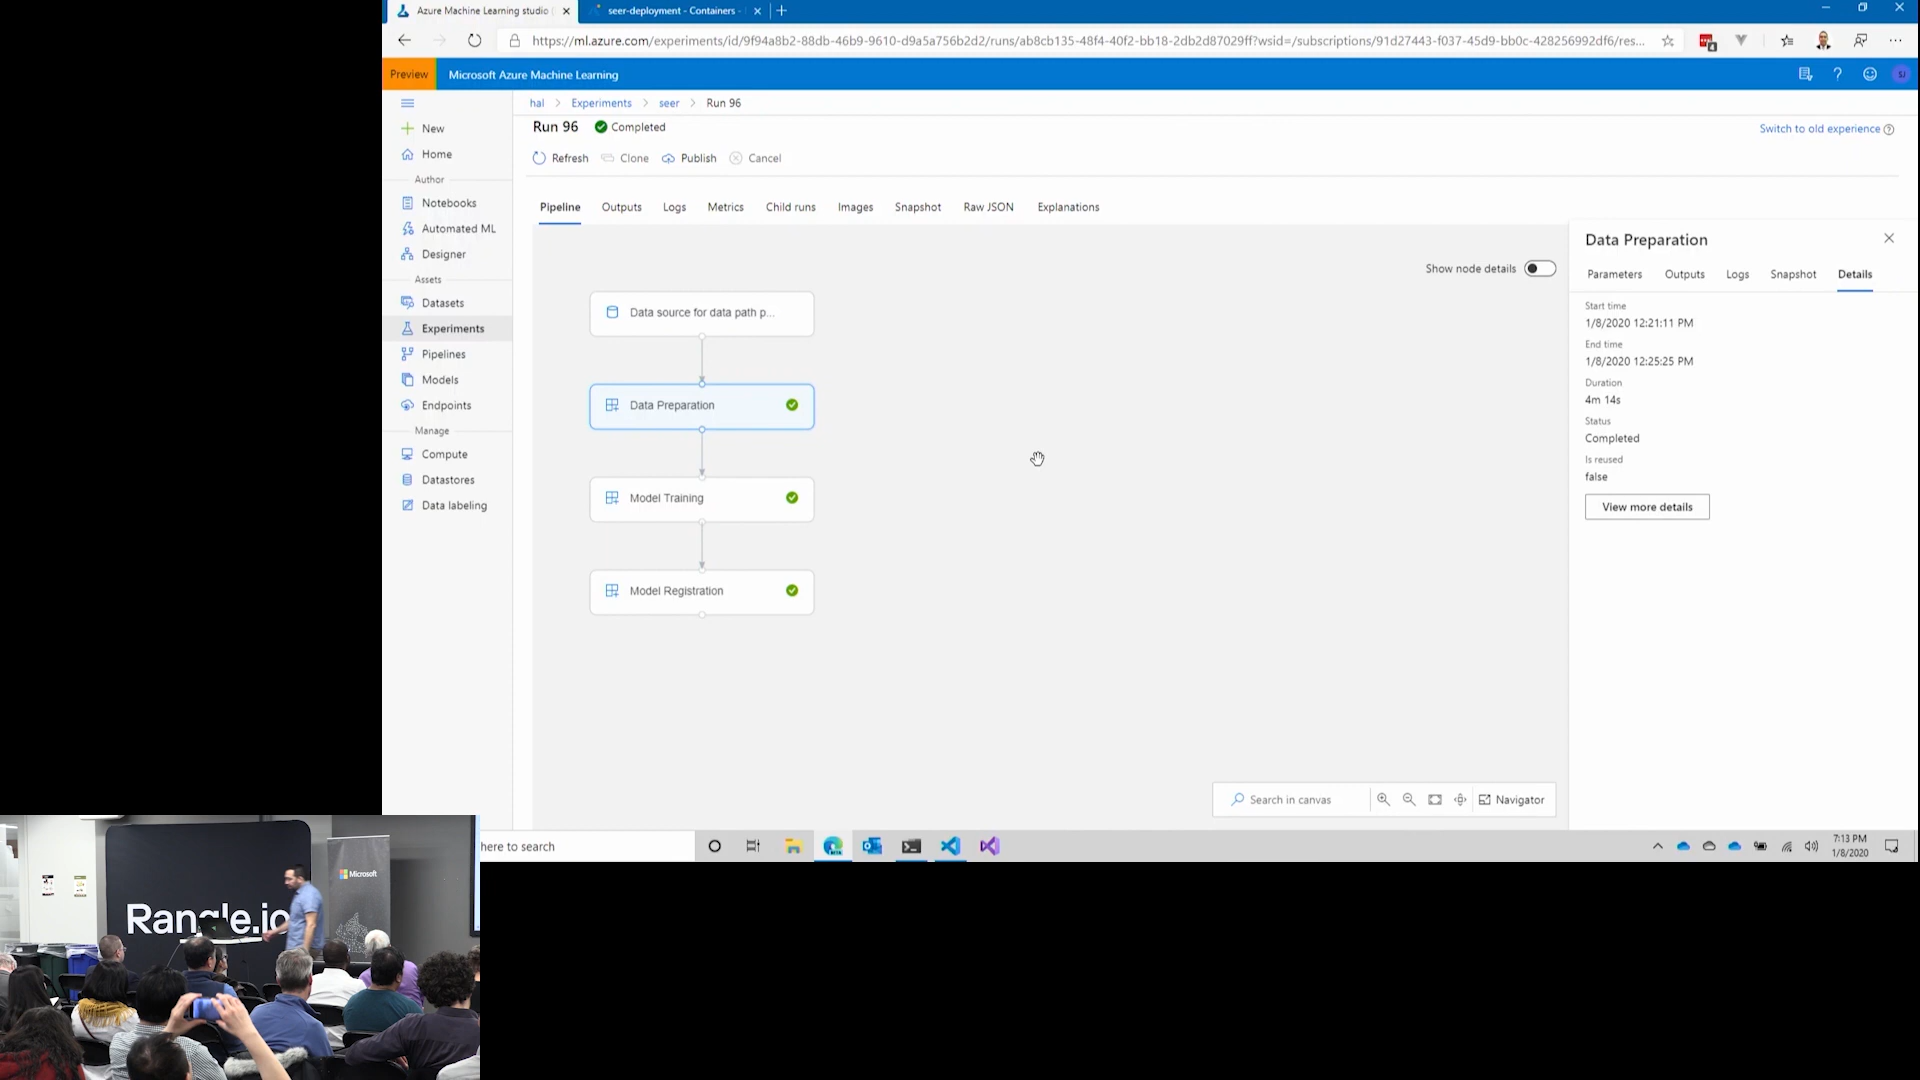 Azure Machine Learning studio
seer-deployment - Containers -
https://ml.azure.com/experiments/id/9f94a8b2-88db-46b9-9610-d9a5a756b2d2/runs/ab8cb135-48f4-40f2-bb18-2db2d87029ff?wsid=/subscriptions/91d27443-f037-45d9-bb0c-428256992df6/res...
Preview
Microsoft Azure Machine Learning
SJ
New
Home
Author
Notebooks
Automated ML
Designer
Assets
Datasets
Experiments
Pipelines
Models
Endpoints
Manage
Compute
Datastores
Data labeling
hal > Experiments > seer > Run 96
Run 96 Completed
Switch to old experience
Refresh Clone Publish Cancel
Pipeline Outputs Logs Metrics Child runs Images Snapshot Raw JSON Explanations
Show node details
Data source for data path p...
Data Preparation
Model Training
Model Registration
Search in canvas
Navigator
Data Preparation
Parameters Outputs Logs Snapshot Details
Start time
1/8/2020 12:21:11 PM
End time
1/8/2020 12:25:25 PM
Duration
4m 14s
Status
Completed
Is reused
false
View more details
here to search
7:13 PM
1/8/2020
Rangle.io
Microsoft